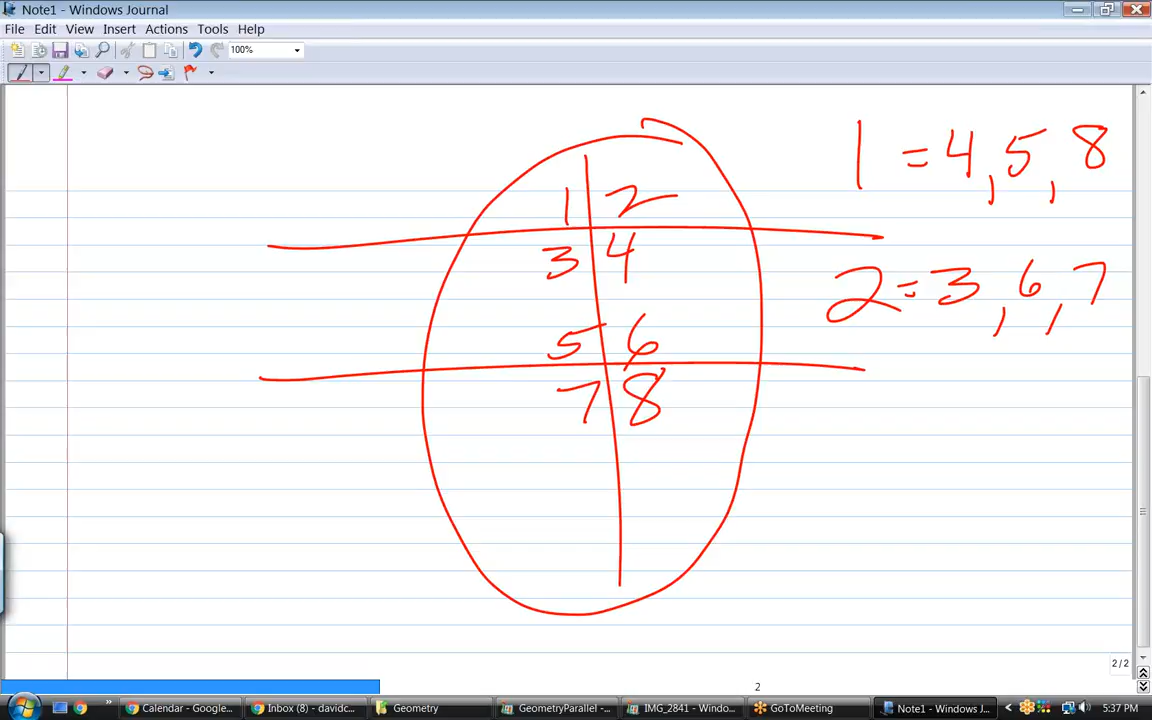 Note1 - Windows Journal
File Edit View Insert Actions Tools Help
100%
1 = 4, 5, 8
1 2
3 4
2 = 3, 6, 7
5 6
7 8
2/2
2
Calendar - Google... Inbox (8) - davidc... Geometry GeometryParallel -... IMG_2841 - Windo... GoToMeeting Note1 - Windows J... 5:37 PM